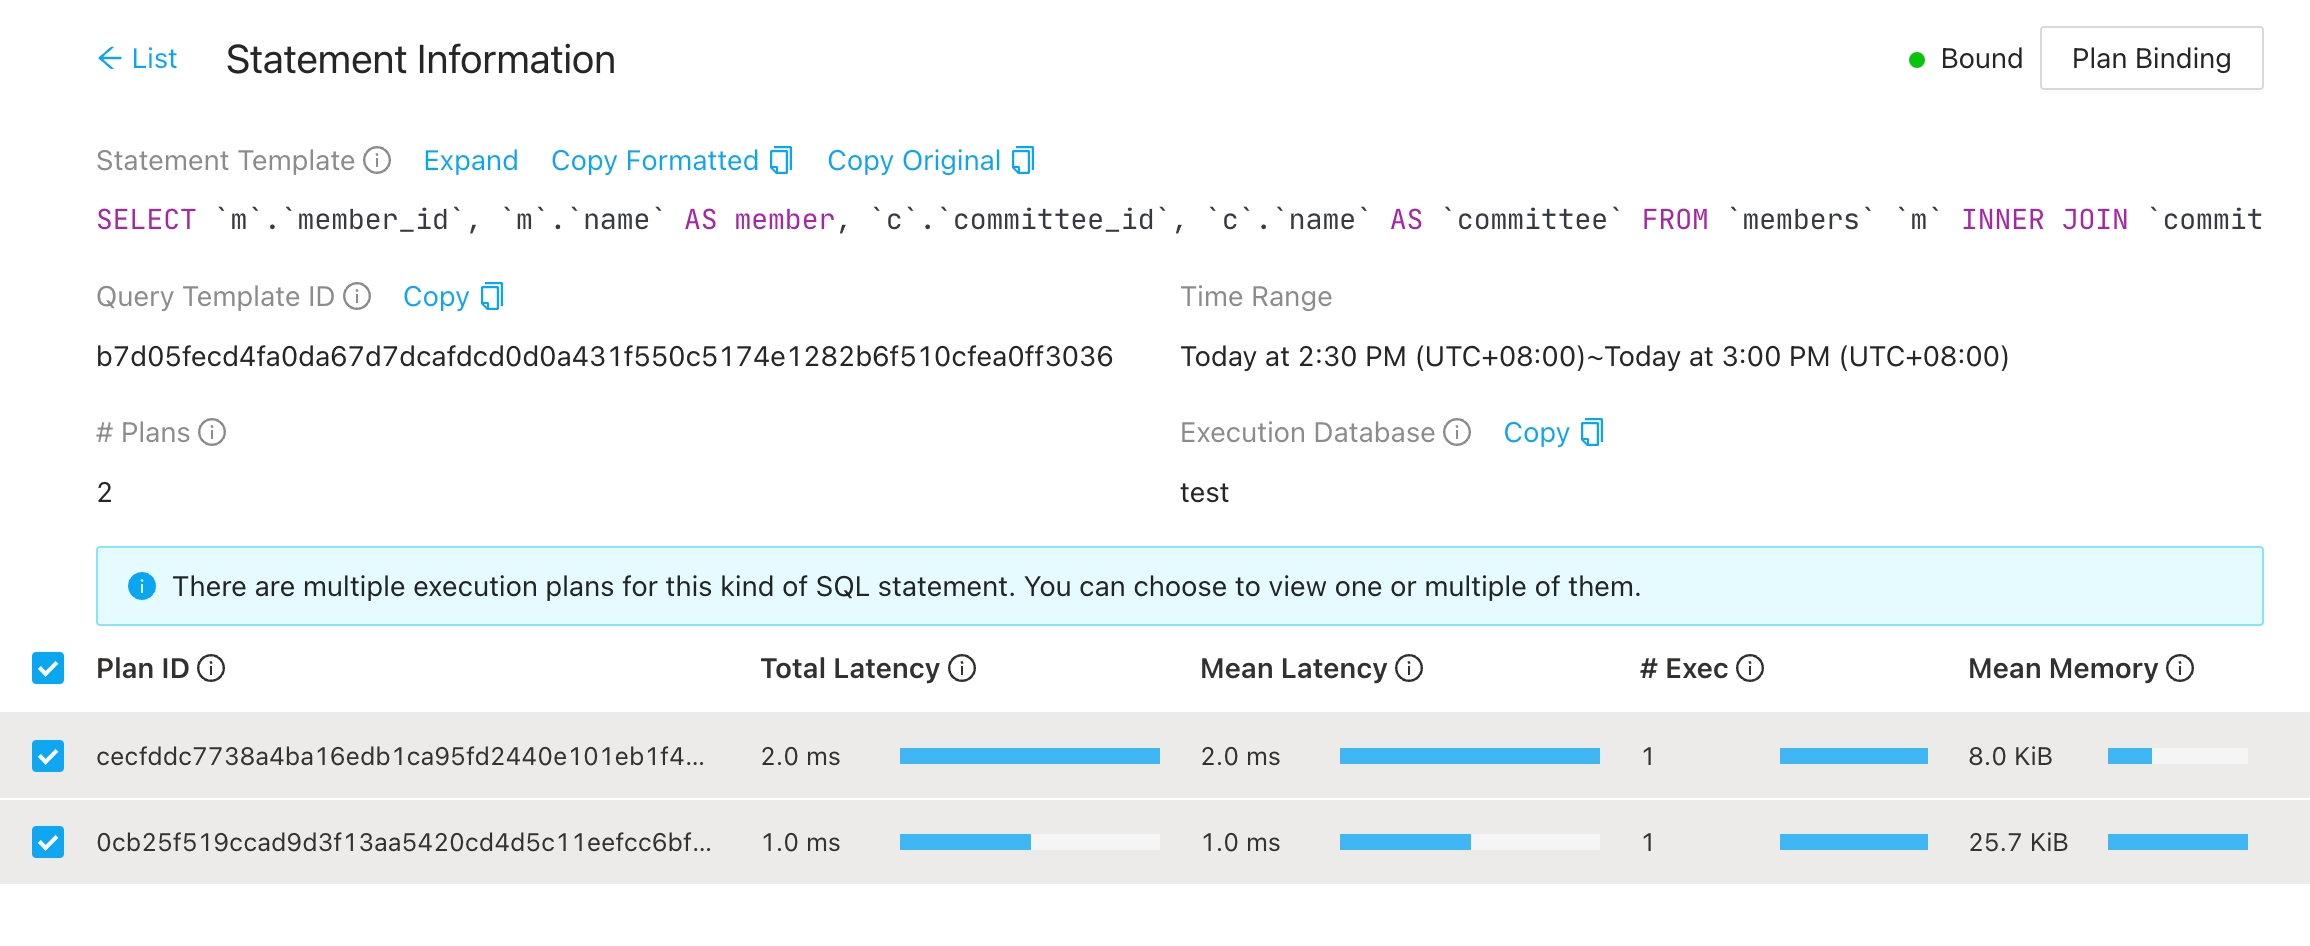 List Statement Information Bound Plan Binding
Statement Template Expand Copy Formatted Copy Original
SELECT `m`.`member_id`, `m`.`name` AS member, `c`.`committee_id`, `c`.`name` AS `committee` FROM `members` `m` INNER JOIN `commit
Query Template ID Copy Time Range
b7d05fecd4fa0da67d7dcafdcd0d0a431f550c5174e1282b6f510cfea0ff3036 Today at 2:30 PM (UTC+08:00)~Today at 3:00 PM (UTC+08:00)
# Plans Execution Database Copy
2 test
There are multiple execution plans for this kind of SQL statement. You can choose to view one or multiple of them.
Plan ID Total Latency Mean Latency # Exec Mean Memory
cecfddc7738a4ba16edb1ca95fd2440e101eb1f4... 2.0 ms 2.0 ms 1 8.0 KiB
0cb25f519ccad9d3f13aa5420cd4d5c11eefcc6bf... 1.0 ms 1.0 ms 1 25.7 KiB